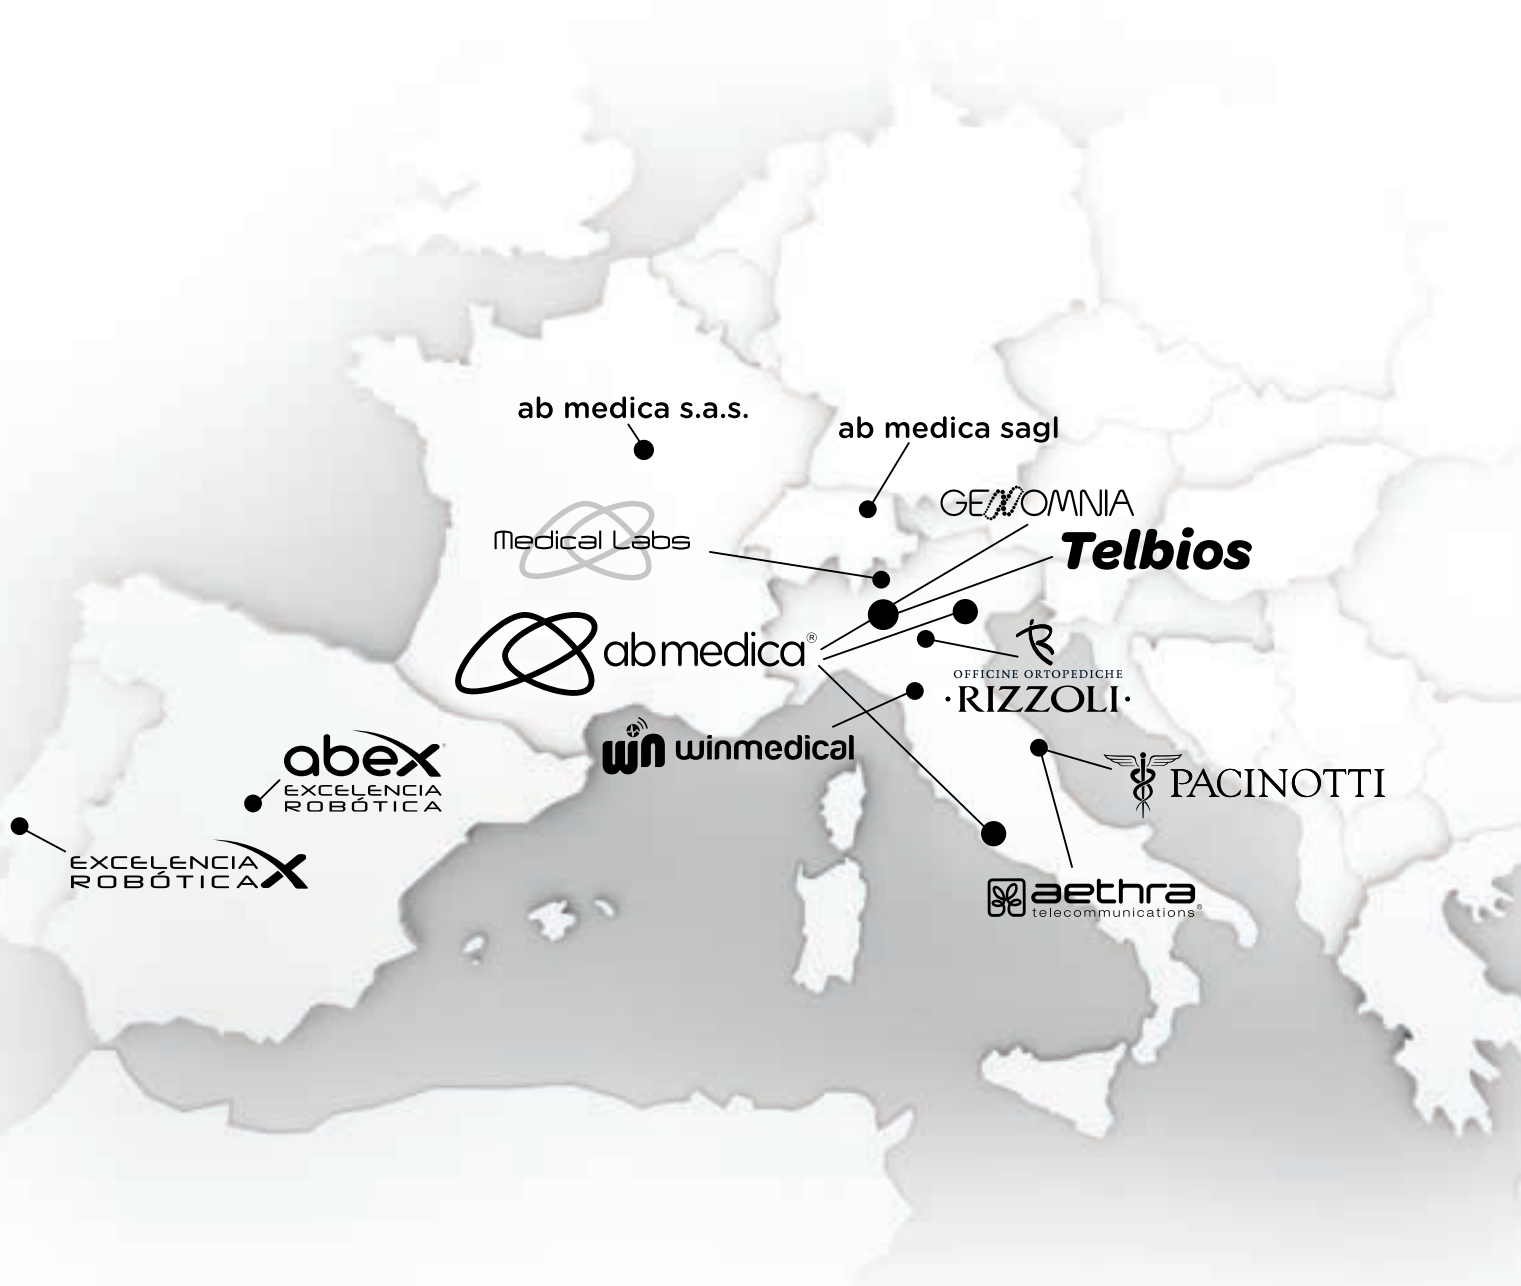 ab medica s.a.s.
ab medica sagl
GENOMNIA
Medical Labs
Telbios
abmedica®
OFFICINE ORTOPEDICHE
·RIZZOLI·
winmedical
win
abex
EXCELENCIA
ROBÓTICA
PACINOTTI
EXCELENCIA
ROBÓTICA X
aethra
telecommunications®